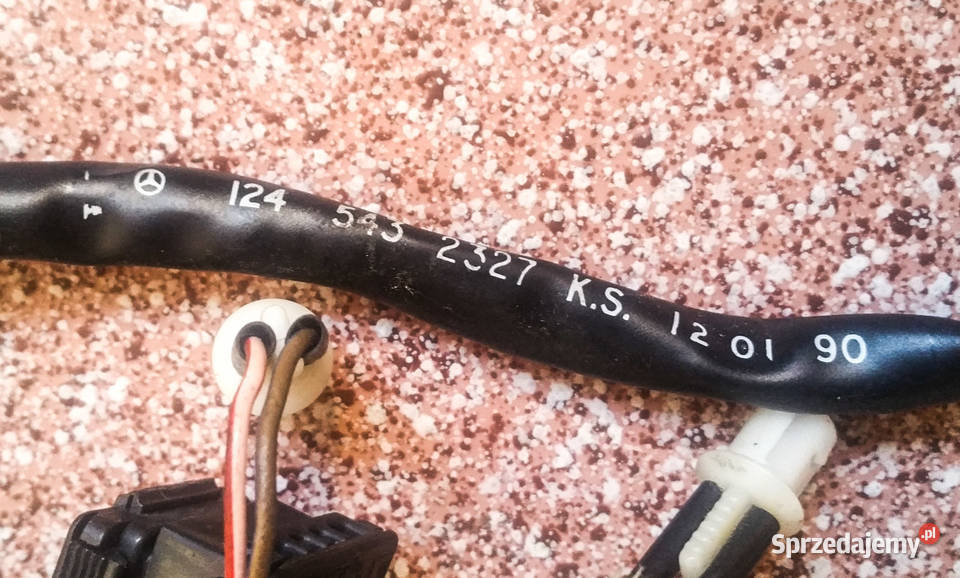 124 543 2327 K.S. 12 01 90
Sprzedajemy.pl